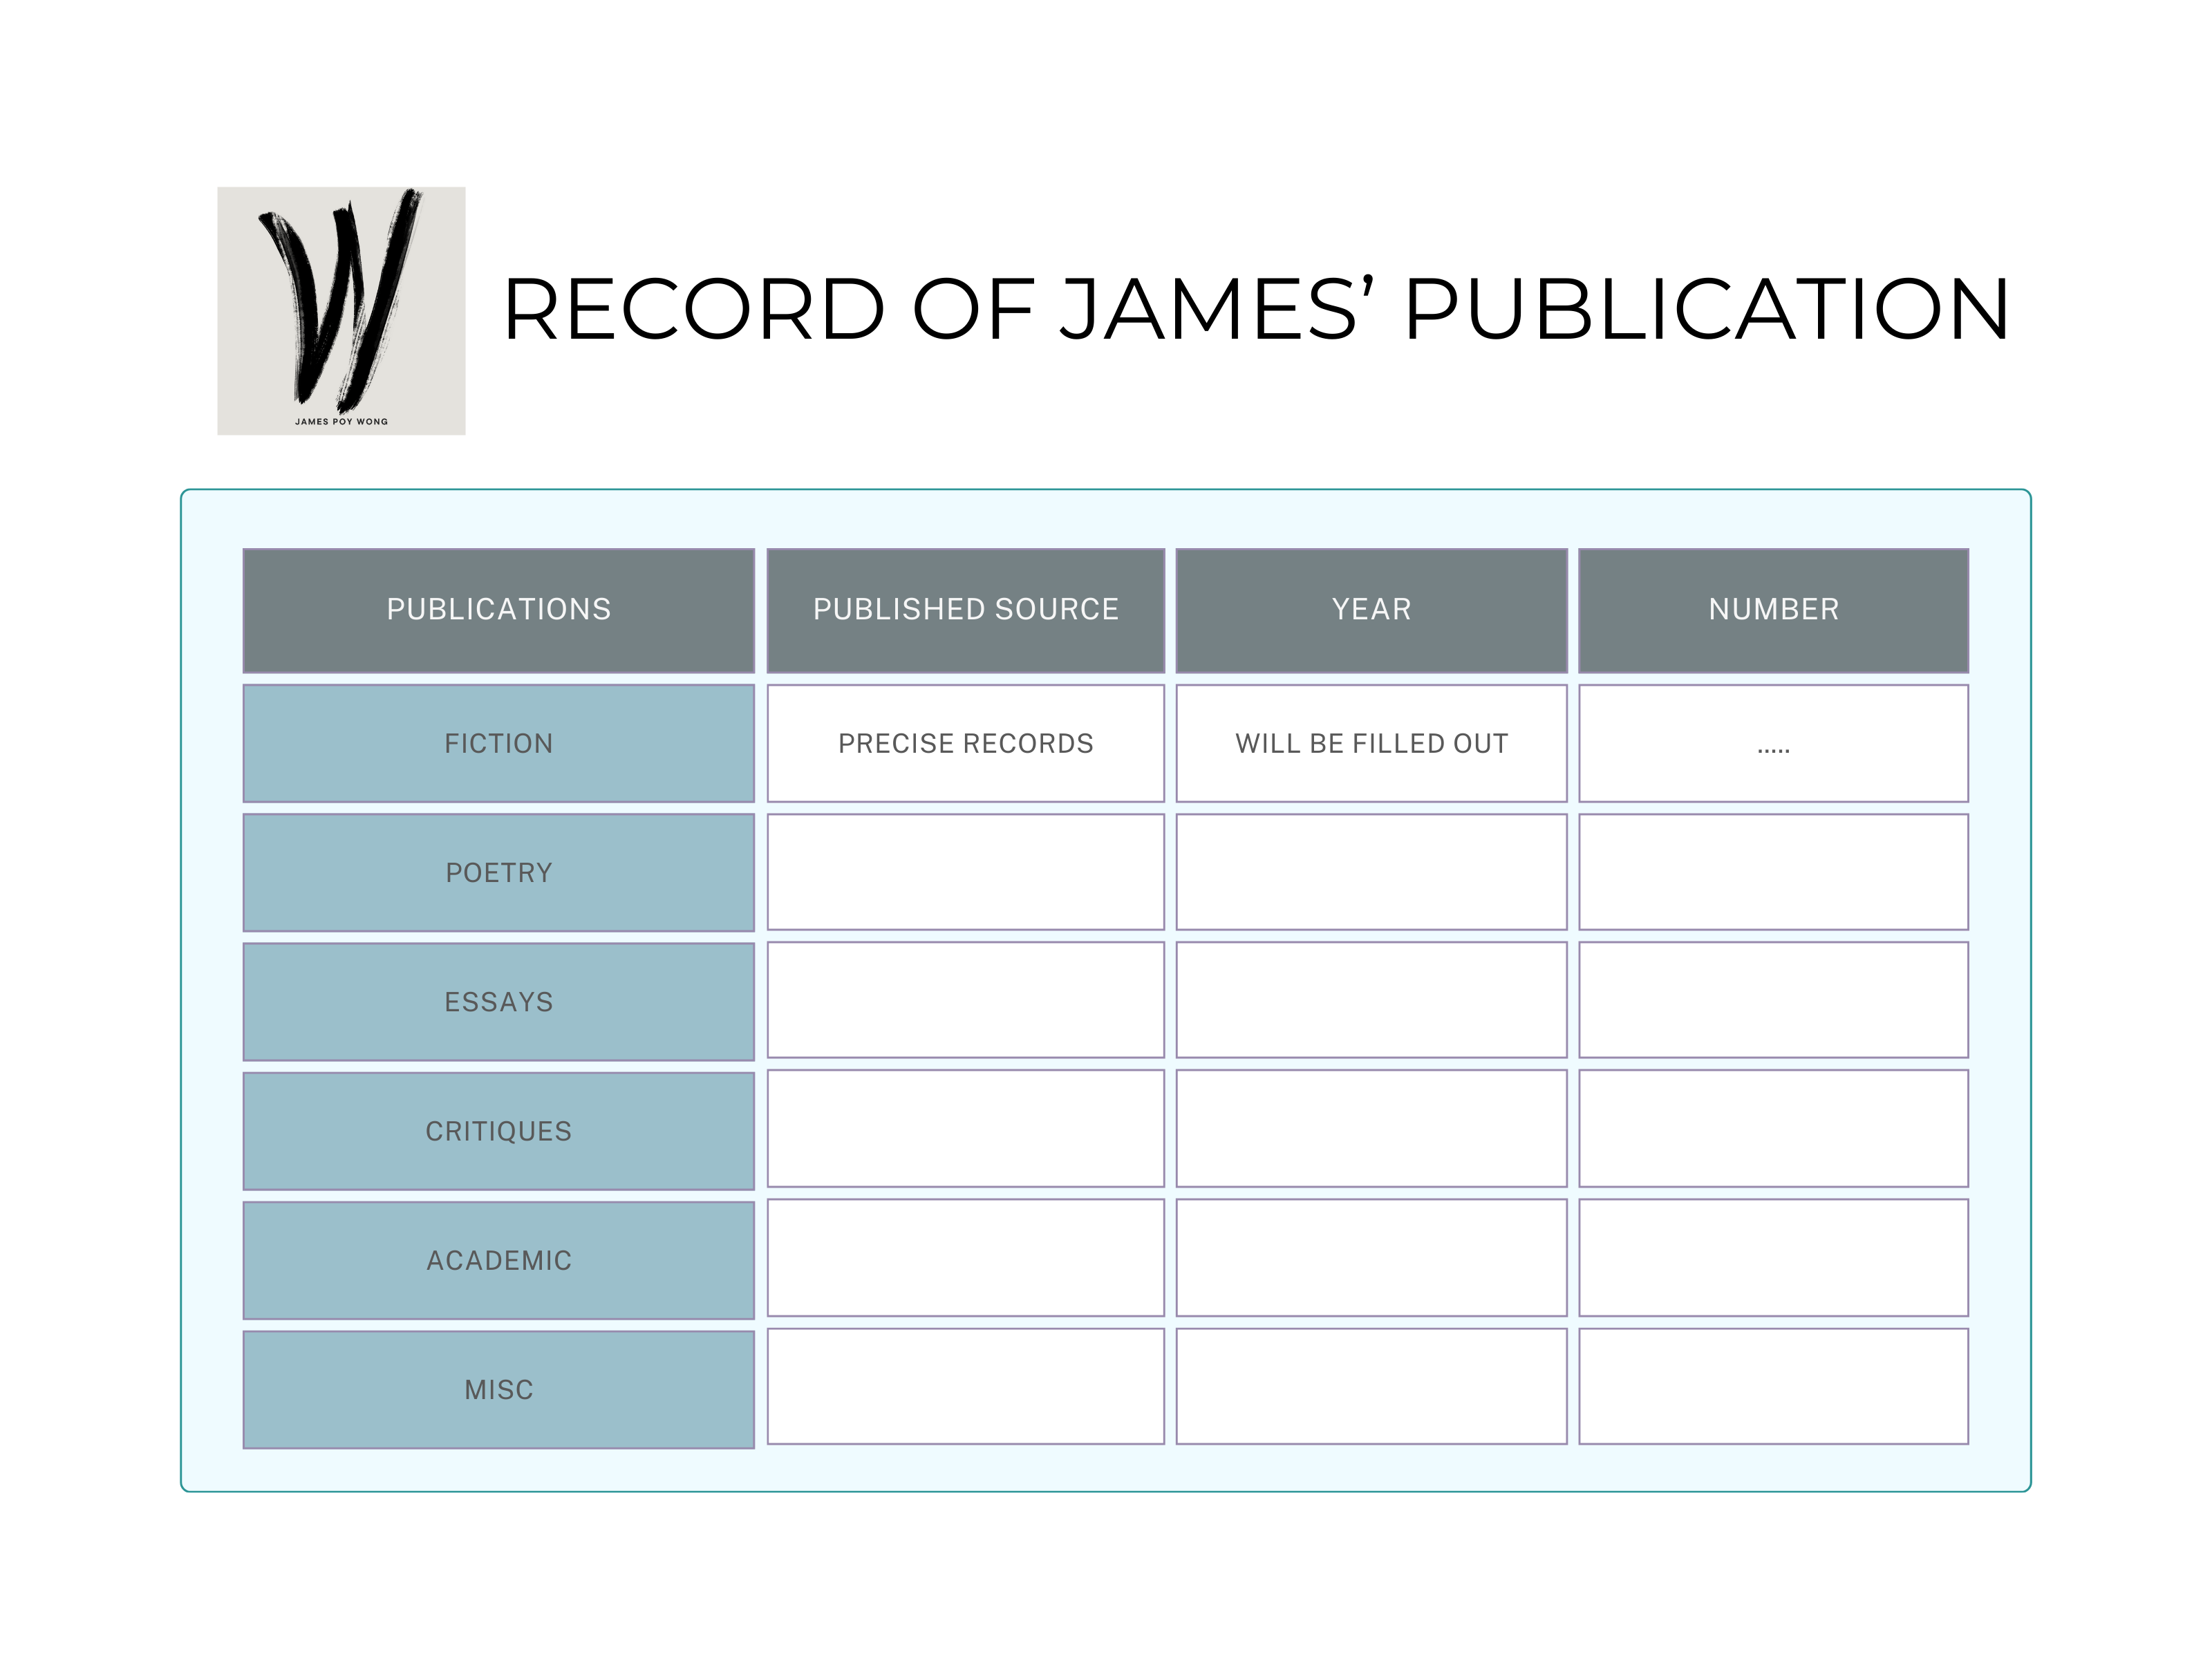 JAMES POY WONG
RECORD OF JAMES’ PUBLICATION
PUBLICATIONS PUBLISHED SOURCE YEAR NUMBER
FICTION PRECISE RECORDS WILL BE FILLED OUT .....
POETRY
ESSAYS
CRITIQUES
ACADEMIC
MISC